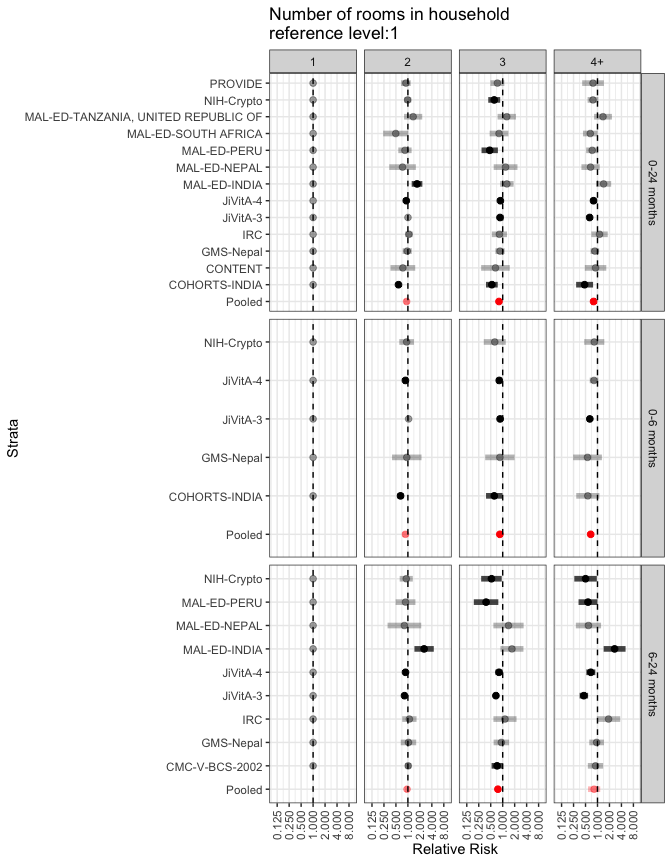 Number of rooms in household
reference level:1
1
2
3
4+
PROVIDE
NIH-Crypto
MAL-ED-TANZANIA, UNITED REPUBLIC OF
MAL-ED-SOUTH AFRICA
MAL-ED-PERU
MAL-ED-NEPAL
MAL-ED-INDIA
JiVitA-4
JiVitA-3
IRC
GMS-Nepal
CONTENT
COHORTS-INDIA
Pooled
0-24 months
NIH-Crypto
JiVitA-4
JiVitA-3
GMS-Nepal
COHORTS-INDIA
Pooled
0-6 months
NIH-Crypto
MAL-ED-PERU
MAL-ED-NEPAL
MAL-ED-INDIA
JiVitA-4
JiVitA-3
IRC
GMS-Nepal
CMC-V-BCS-2002
Pooled
6-24 months
Strata
0.125
0.250
0.500
1.000
2.000
4.000
8.000
0.125
0.250
0.500
1.000
2.000
4.000
8.000
0.125
0.250
0.500
1.000
2.000
4.000
8.000
0.125
0.250
0.500
1.000
2.000
4.000
8.000
Relative Risk